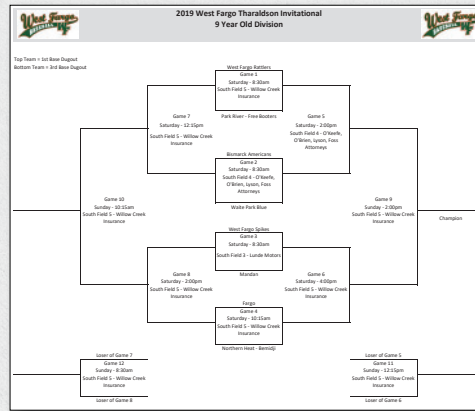 West Fargo
BASEBALL
2019 West Fargo Tharaldson Invitational
9 Year Old Division
West Fargo
Top Team = 1st Base Dugout
Bottom Team = 3rd Base Dugout
West Fargo Rattlers
Game 1
Saturday - 8:30am
South Field 5 - Willow Creek
Insurance
Park River - Free Booters
Game 7
Saturday - 12:15pm
South Field 5 - Willow Creek
Insurance
Game 5
Saturday - 2:00pm
South Field 4 - O'Keefe,
O'Brien, Lyson, Foss
Attorneys
Bismarck Americans
Game 2
Saturday - 8:30am
South Field 4 - O'Keefe,
O'Brien, Lyson, Foss
Attorneys
Waite Park Blue
Game 10
Sunday - 10:15am
South Field 5 - Willow Creek
Insurance
Game 9
Sunday - 2:00pm
South Field 5 - Willow Creek
Insurance
Champion
West Fargo Spikes
Game 3
Saturday - 8:30am
South Field 3 - Lunde Motors
Mandan
Game 8
Saturday - 2:00pm
South Field 5 - Willow Creek
Insurance
Game 6
Saturday - 4:00pm
South Field 5 - Willow Creek
Insurance
Fargo
Game 4
Saturday - 10:15am
South Field 5 - Willow Creek
Insurance
Northern Heat - Bemidji
Loser of Game 7
Game 12
Sunday - 8:30am
South Field 5 - Willow Creek
Insurance
Loser of Game 8
Loser of Game 5
Game 11
Sunday - 12:15pm
South Field 5 - Willow Creek
Insurance
Loser of Game 6